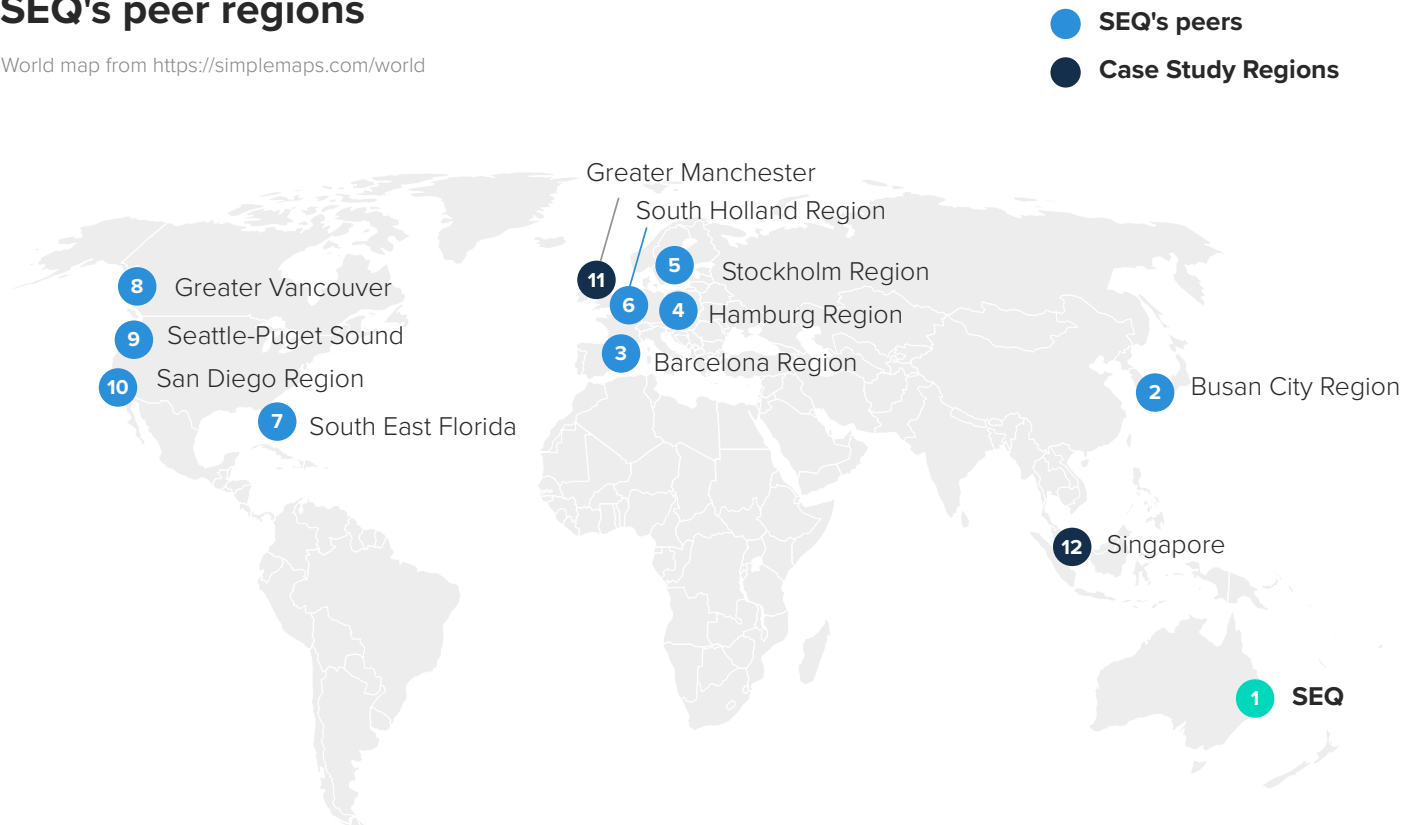 SEQ's peer regions
World map from https://simplemaps.com/world
SEQ's peers
Case Study Regions
Greater Manchester
South Holland Region
11
5
Stockholm Region
8
Greater Vancouver
6
4
Hamburg Region
9
Seattle-Puget Sound
3
Barcelona Region
10
San Diego Region
2
Busan City Region
7
South East Florida
12
Singapore
1
SEQ